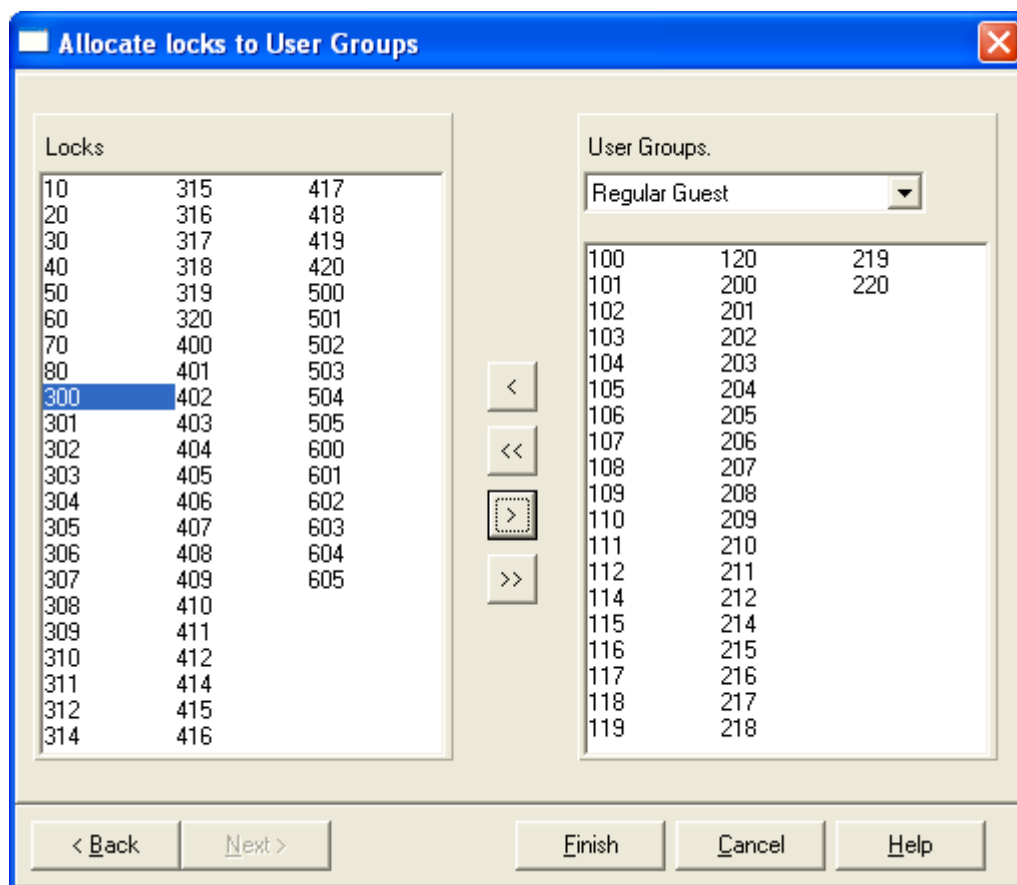 Allocate locks to User Groups
Locks
10 315 417
20 316 418
30 317 419
40 318 420
50 319 500
60 320 501
70 400 502
80 401 503
300 402 504
301 403 505
302 404 600
303 405 601
304 406 602
305 407 603
306 408 604
307 409 605
308 410
309 411
310 412
311 414
312 415
314 416
<
<<
>
>>
User Groups.
Regular Guest
100 120 219
101 200 220
102 201
103 202
104 203
105 204
106 205
107 206
108 207
109 208
110 209
111 210
112 211
114 212
115 214
116 215
117 216
118 217
119 218
< Back Next > Finish Cancel Help